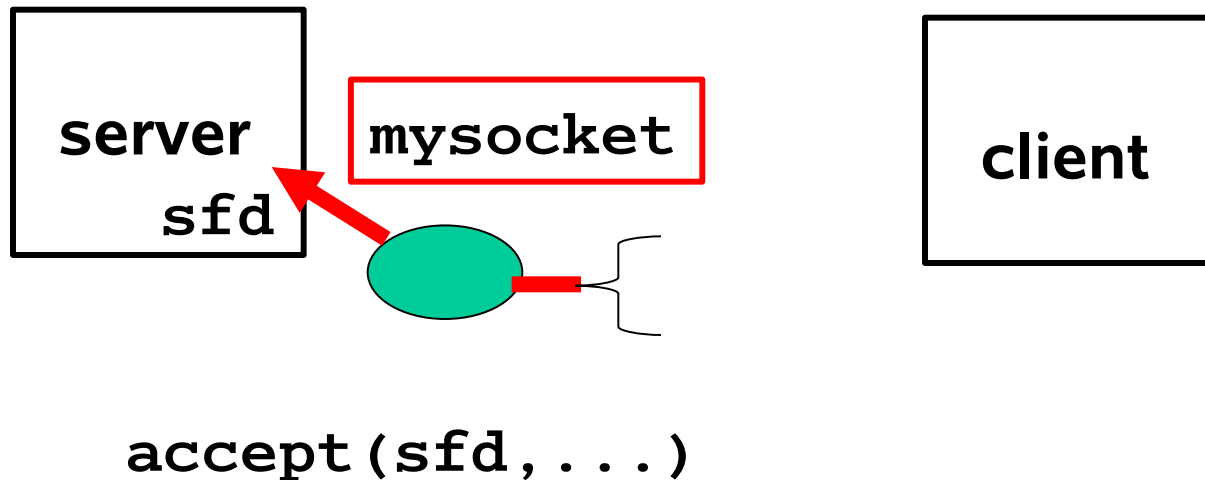 server
mysocket
client
sfd
accept(sfd,...)